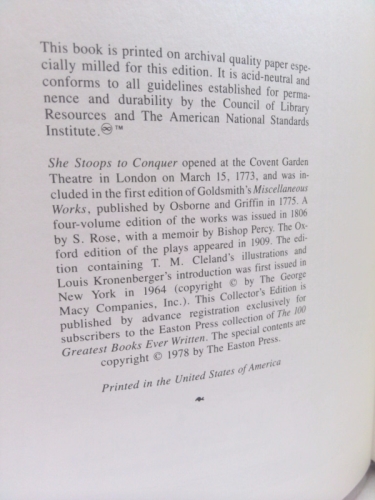 This book is printed on archival quality paper espe-
cially milled for this edition. It is acid-neutral and
conforms to all guidelines established for perma-
nence and durability by the Council of Library
Resources and The American National Standards
Institute.♾™
She Stoops to Conquer opened at the Covent Garden
Theatre in London on March 15, 1773, and was in-
cluded in the first edition of Goldsmith's Miscellaneous
Works, published by Osborne and Griffin in 1775. A
four-volume edition of the works was issued in 1806
by S. Rose, with a memoir by Bishop Percy. The Ox-
ford edition of the plays appeared in 1909. The edi-
tion containing T. M. Cleland's illustrations and
Louis Kronenberger's introduction was first issued in
New York in 1964 (copyright © by The George
Macy Companies, Inc.). This Collector's Edition is
published by advance registration exclusively for
subscribers to the Easton Press collection of The 100
Greatest Books Ever Written. The special contents are
copyright © 1978 by The Easton Press.
Printed in the United States of America